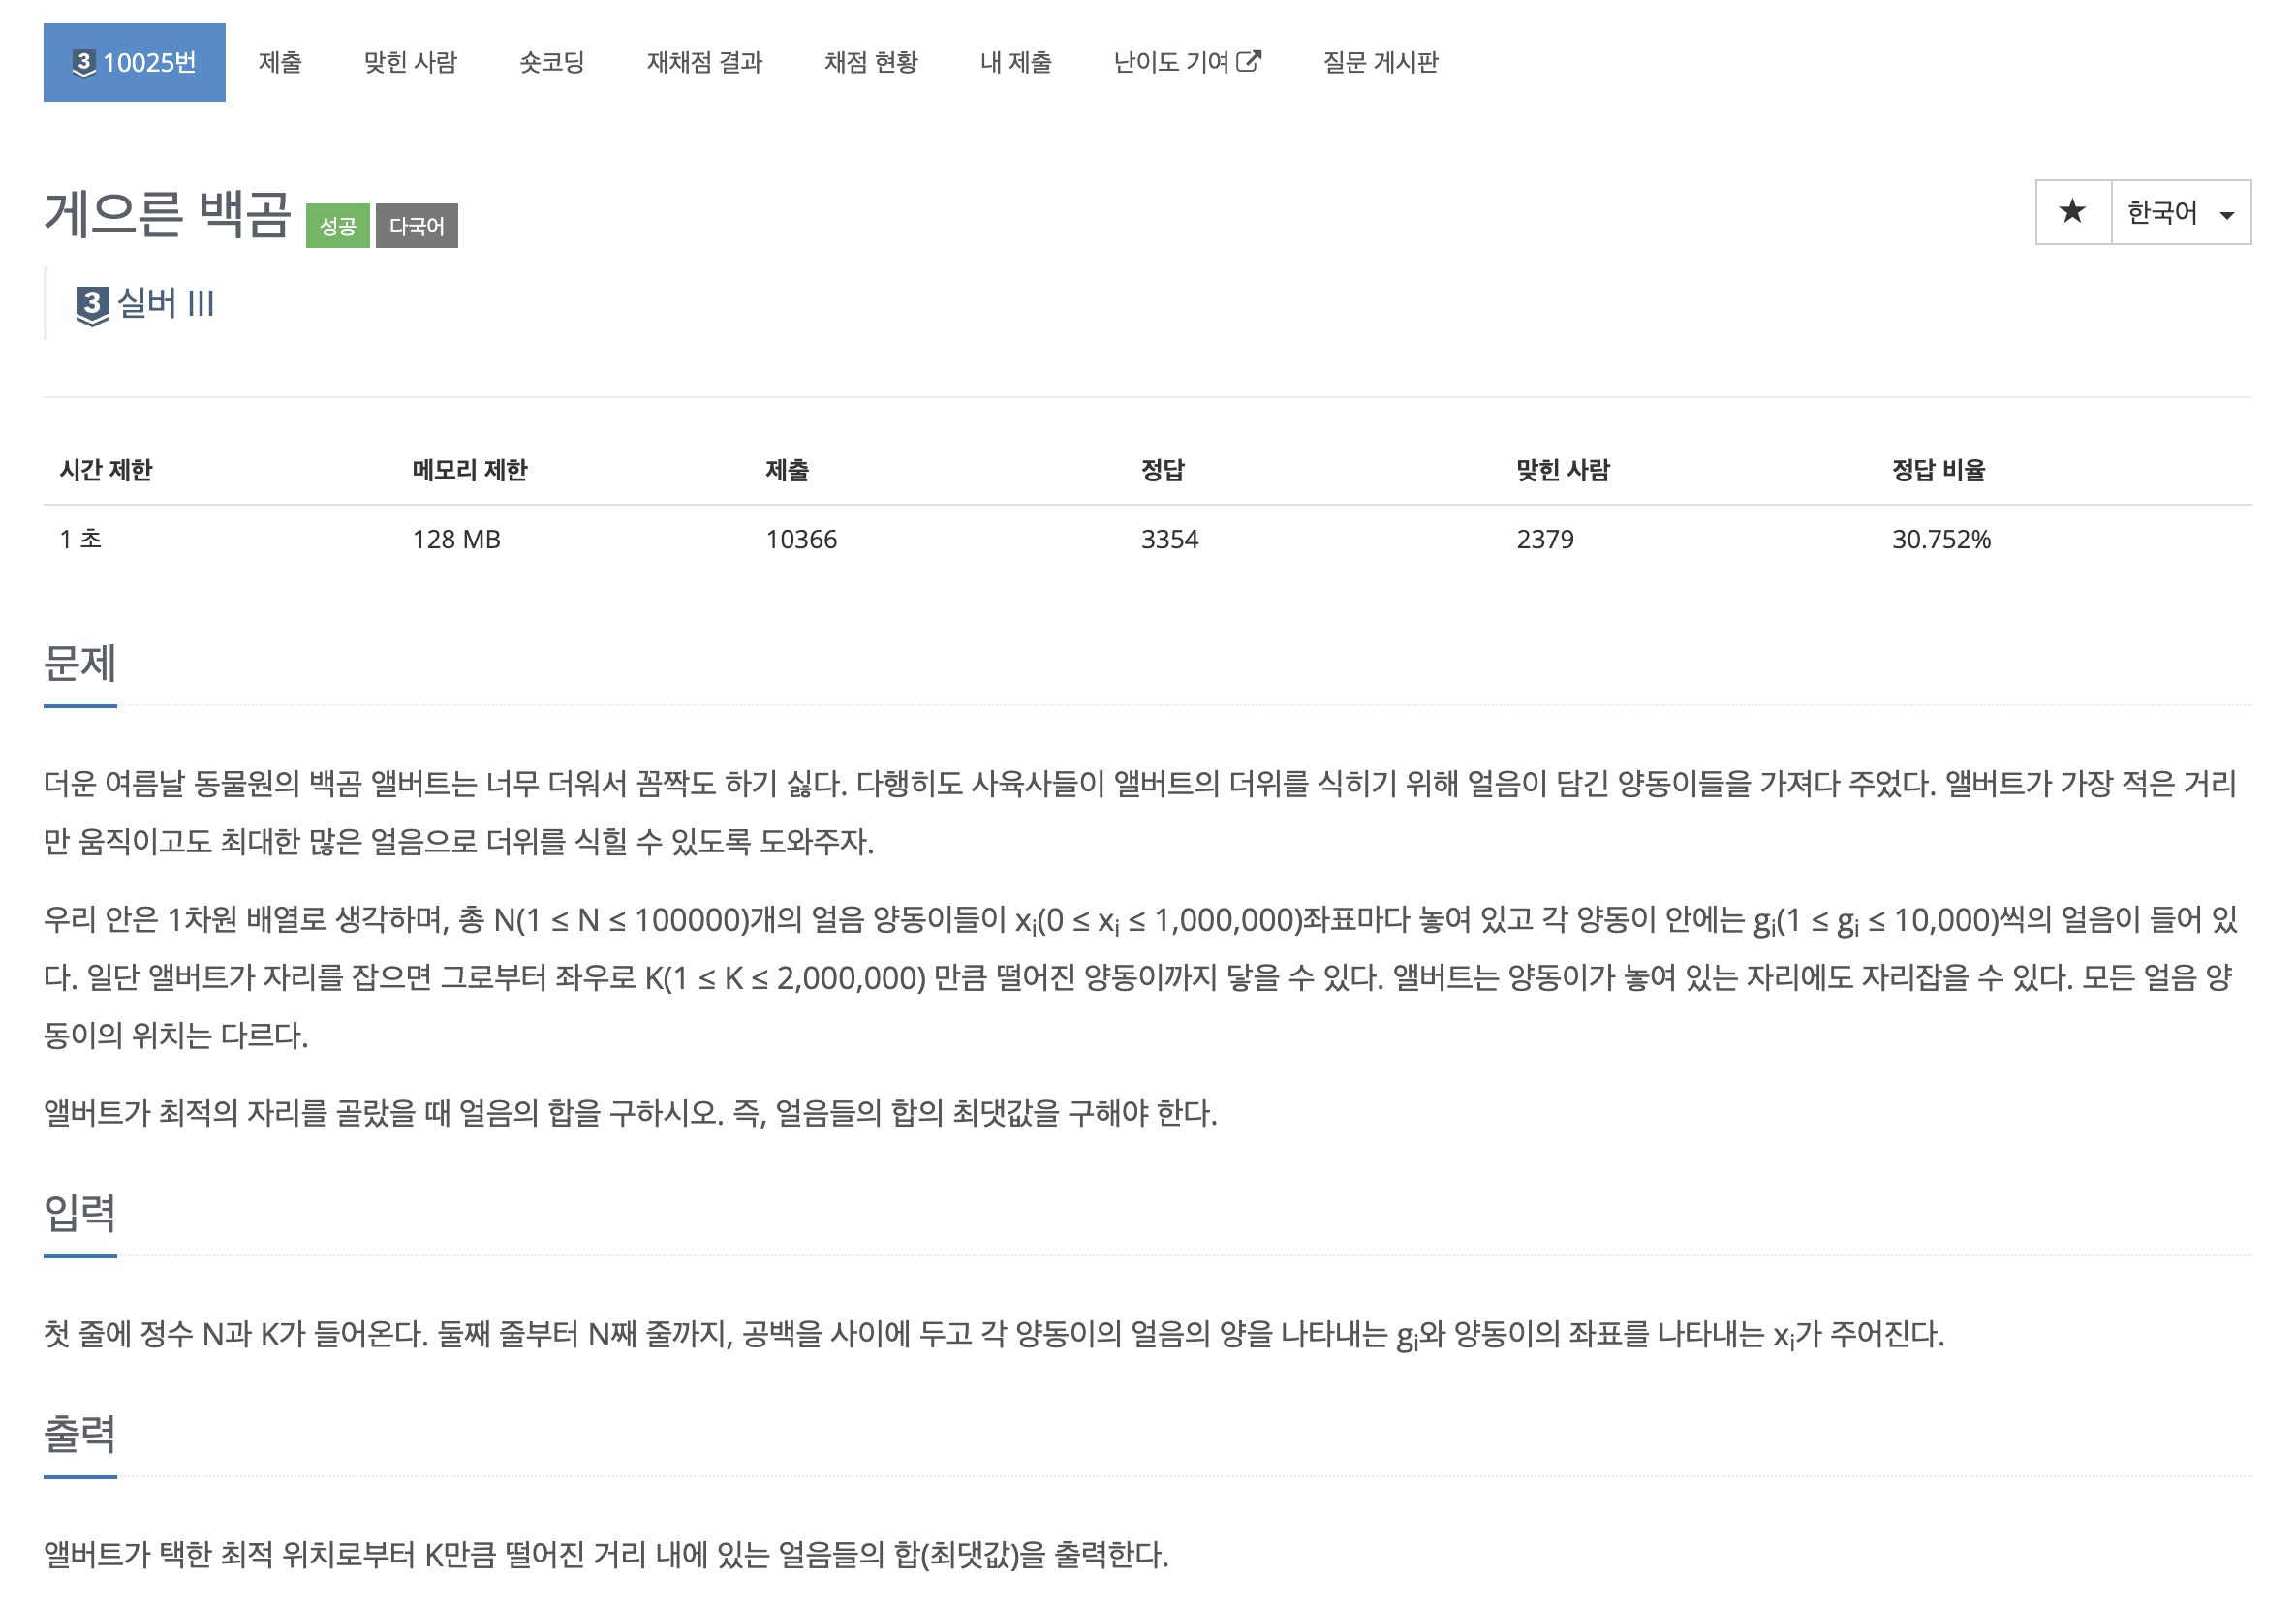 3 10025번 제출 맞힌 사람 숏코딩 재채점 결과 채점 현황 내 제출 난이도 기여 질문 게시판
게으른 백곰 성공 다국어 ★ 한국어
3 실버 III
시간 제한 메모리 제한 제출 정답 맞힌 사람 정답 비율
1 초 128 MB 10366 3354 2379 30.752%
문제
더운 여름날 동물원의 백곰 앨버트는 너무 더워서 꼼짝도 하기 싫다. 다행히도 사육사들이 앨버트의 더위를 식히기 위해 얼음이 담긴 양동이들을 가져다 주었다. 앨버트가 가장 적은 거리
만 움직이고도 최대한 많은 얼음으로 더위를 식힐 수 있도록 도와주자.
우리 안은 1차원 배열로 생각하며, 총 N(1 ≤ N ≤ 100000)개의 얼음 양동이들이 xi(0 ≤ xi ≤ 1,000,000)좌표마다 놓여 있고 각 양동이 안에는 gi(1 ≤ gi ≤ 10,000)씩의 얼음이 들어 있
다. 일단 앨버트가 자리를 잡으면 그로부터 좌우로 K(1 ≤ K ≤ 2,000,000) 만큼 떨어진 양동이까지 닿을 수 있다. 앨버트는 양동이가 놓여 있는 자리에도 자리잡을 수 있다. 모든 얼음 양
동이의 위치는 다르다.
앨버트가 최적의 자리를 골랐을 때 얼음의 합을 구하시오. 즉, 얼음들의 합의 최댓값을 구해야 한다.
입력
첫 줄에 정수 N과 K가 들어온다. 둘째 줄부터 N째 줄까지, 공백을 사이에 두고 각 양동이의 얼음의 양을 나타내는 gi와 양동이의 좌표를 나타내는 xi가 주어진다.
출력
앨버트가 택한 최적 위치로부터 K만큼 떨어진 거리 내에 있는 얼음들의 합(최댓값)을 출력한다.